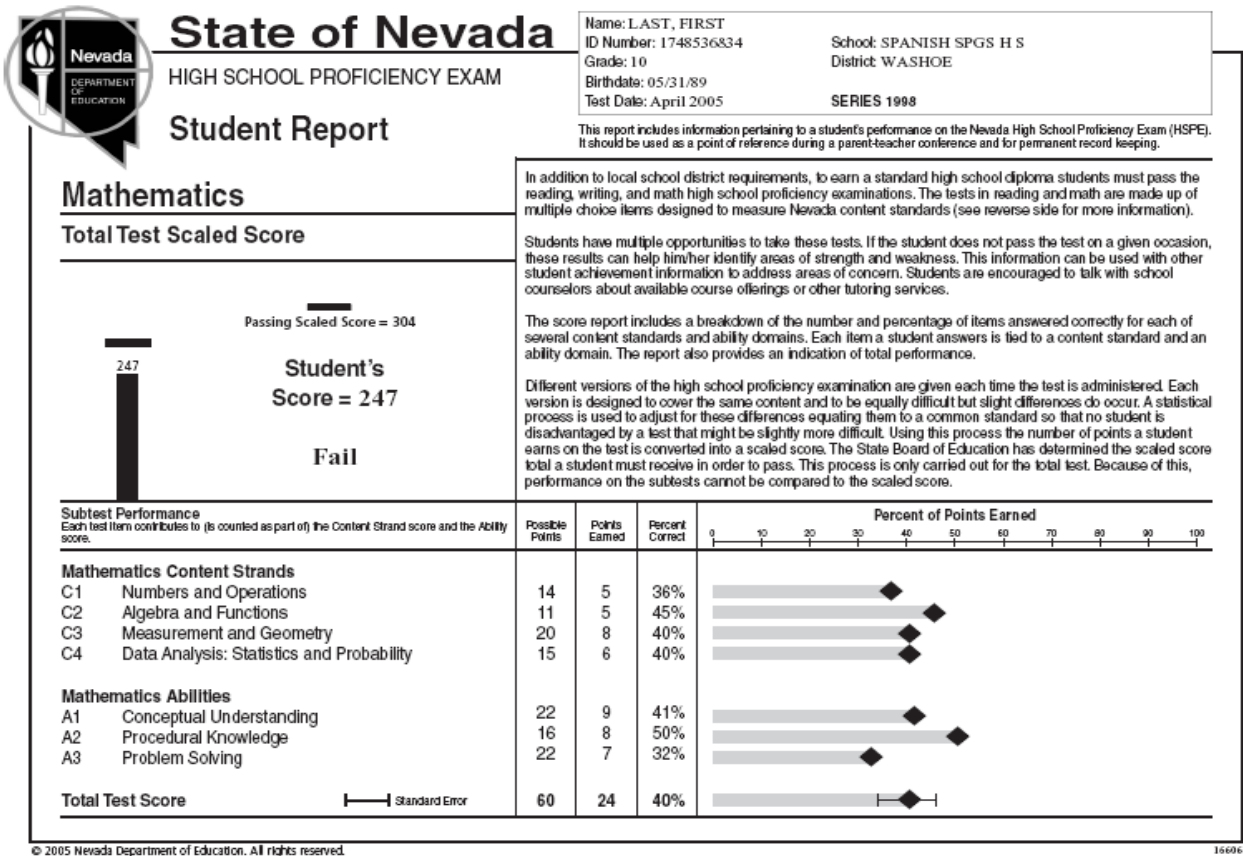 Nevada
DEPARTMENT
OF
EDUCATION
State of Nevada
HIGH SCHOOL PROFICIENCY EXAM
Student Report
Name: LAST, FIRST
ID Number: 1748536834 School: SPANISH SPGS H S
Grade: 10 District: WASHOE
Birthdate: 05/31/89
Test Date: April 2005 SERIES 1998
This report includes information pertaining to a student's performance on the Nevada High School Proficiency Exam (HSPE).
It should be used as a point of reference during a parent-teacher conference and for permanent record keeping.
Mathematics
Total Test Scaled Score
Passing Scaled Score = 304
247
Student's
Score = 247
Fail
In addition to local school district requirements, to earn a standard high school diploma students must pass the
reading, writing, and math high school proficiency examinations. The tests in reading and math are made up of
multiple choice items designed to measure Nevada content standards (see reverse side for more information).
Students have multiple opportunities to take these tests. If the student does not pass the test on a given occasion,
these results can help him/her identify areas of strength and weakness. This information can be used with other
student achievement information to address areas of concern. Students are encouraged to talk with school
counselors about available course offerings or other tutoring services.
The score report includes a breakdown of the number and percentage of items answered correctly for each of
several content standards and ability domains. Each item a student answers is tied to a content standard and an
ability domain. The report also provides an indication of total performance.
Different versions of the high school proficiency examination are given each time the test is administered. Each
version is designed to cover the same content and to be equally difficult but slight differences do occur. A statistical
process is used to adjust for these differences equating them to a common standard so that no student is
disadvantaged by a test that might be slightly more difficult. Using this process the number of points a student
earns on the test is converted into a scaled score. The State Board of Education has determined the scaled score
total a student must receive in order to pass. This process is only carried out for the total test. Because of this,
performance on the subtests cannot be compared to the scaled score.
Subtest Performance
Each test item contributes to (is counted as part of) the Content Strand score and the Ability
score.
Possible
Points
Points
Earned
Percent
Correct
Percent of Points Earned
0 10 20 30 40 50 60 70 80 90 100
Mathematics Content Strands
C1 Numbers and Operations 14 5 36%
C2 Algebra and Functions 11 5 45%
C3 Measurement and Geometry 20 8 40%
C4 Data Analysis: Statistics and Probability 15 6 40%
Mathematics Abilities
A1 Conceptual Understanding 22 9 41%
A2 Procedural Knowledge 16 8 50%
A3 Problem Solving 22 7 32%
Total Test Score Standard Error 60 24 40%
© 2005 Nevada Department of Education. All rights reserved. 16606